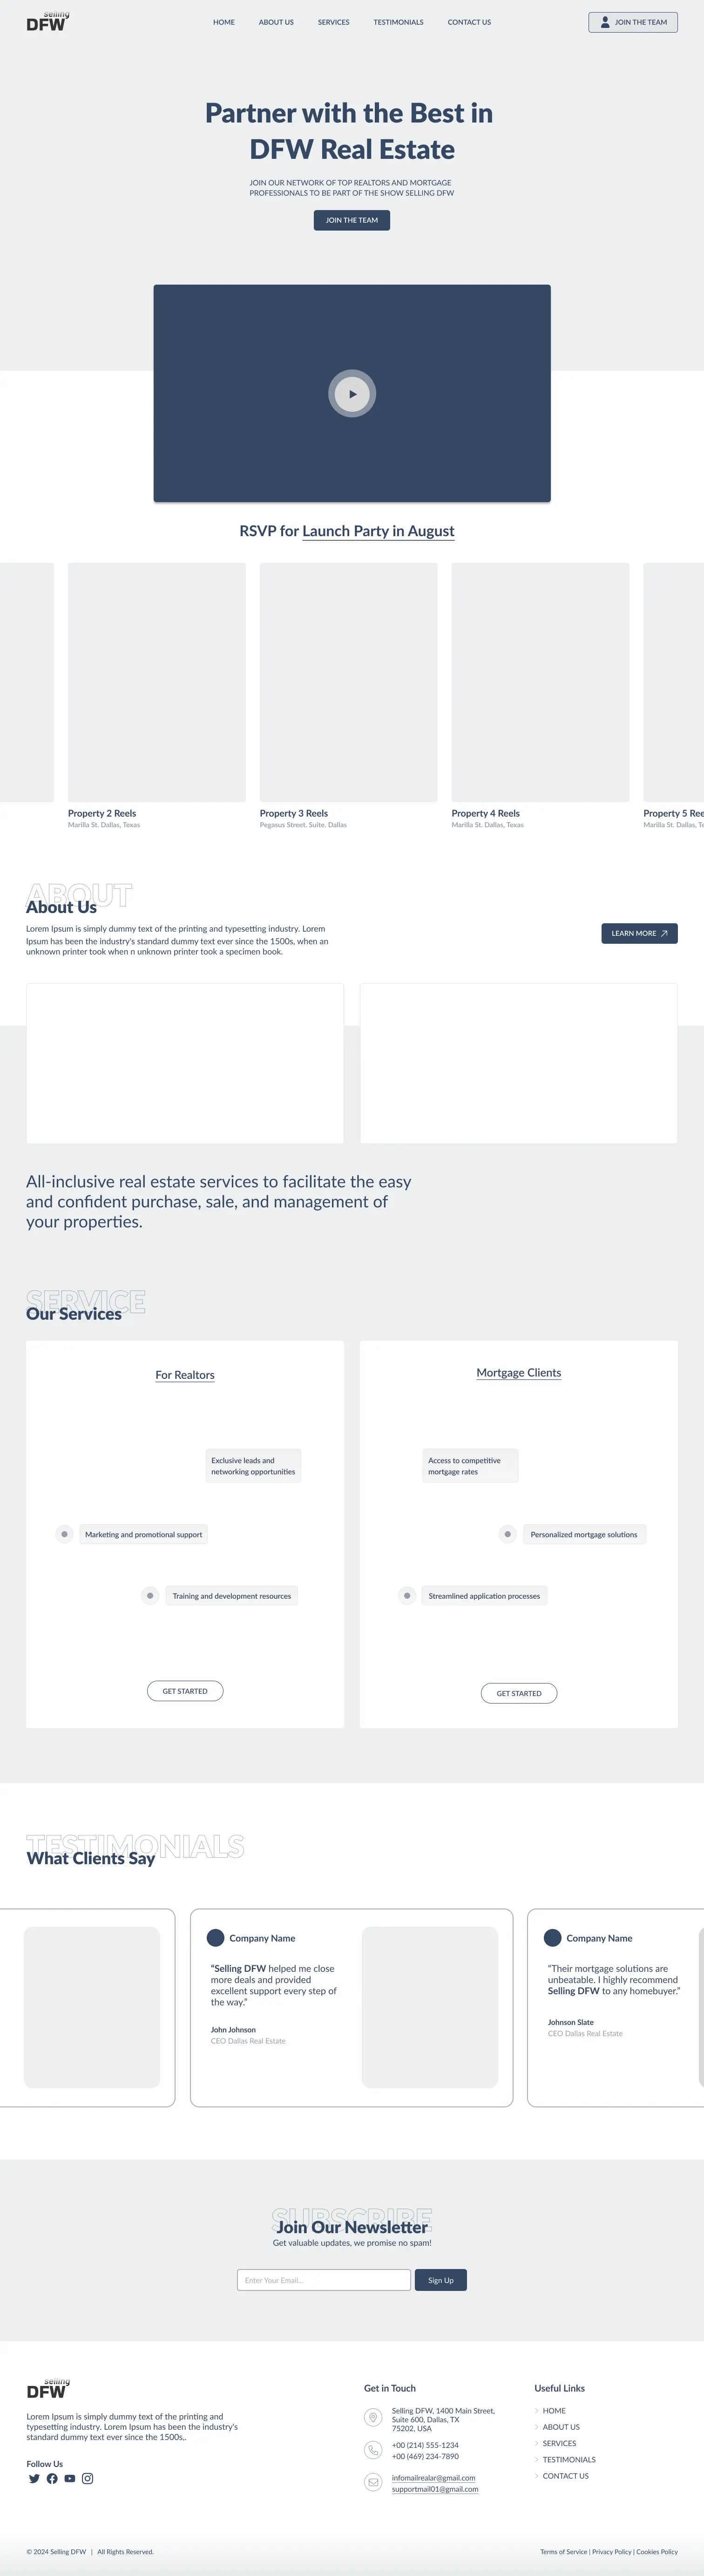 selling
DFW
HOME
ABOUT US
SERVICES
TESTIMONIALS
CONTACT US
JOIN THE TEAM
Partner with the Best in
DFW Real Estate
JOIN OUR NETWORK OF TOP REALTORS AND MORTGAGE
PROFESSIONALS TO BE PART OF THE SHOW SELLING DFW
JOIN THE TEAM
RSVP for Launch Party in August
Property 2 Reels
Marilla St. Dallas, Texas
Property 3 Reels
Pegasus Street. Suite. Dallas
Property 4 Reels
Marilla St. Dallas, Texas
Property 5 Ree
Marilla St. Dallas, Te
ABOUT
About Us
Lorem Ipsum is simply dummy text of the printing and typesetting industry. Lorem
Ipsum has been the industry's standard dummy text ever since the 1500s, when an
unknown printer took when n unknown printer took a specimen book.
LEARN MORE
All-inclusive real estate services to facilitate the easy
and confident purchase, sale, and management of
your properties.
SERVICE
Our Services
For Realtors
Exclusive leads and
networking opportunities
Marketing and promotional support
Training and development resources
GET STARTED
Mortgage Clients
Access to competitive
mortgage rates
Personalized mortgage solutions
Streamlined application processes
GET STARTED
TESTIMONIALS
What Clients Say
Company Name
“Selling DFW helped me close
more deals and provided
excellent support every step of
the way.”
John Johnson
CEO Dallas Real Estate
Company Name
“Their mortgage solutions are
unbeatable. I highly recommend
Selling DFW to any homebuyer.”
Johnson Slate
CEO Dallas Real Estate
SUBSCRIBE
Join Our Newsletter
Get valuable updates, we promise no spam!
Enter Your Email...
Sign Up
selling
DFW
Lorem Ipsum is simply dummy text of the printing and
typesetting industry. Lorem Ipsum has been the industry's
standard dummy text ever since the 1500s,.
Follow Us
Get in Touch
Selling DFW, 1400 Main Street,
Suite 600, Dallas, TX
75202, USA
+00 (214) 555-1234
+00 (469) 234-7890
infomailrealar@gmail.com
supportmail01@gmail.com
Useful Links
HOME
ABOUT US
SERVICES
TESTIMONIALS
CONTACT US
© 2024 Selling DFW | All Rights Reserved.
Terms of Service | Privacy Policy | Cookies Policy